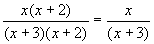 x(x + 2) / (x + 3)(x + 2) = x / (x + 3)